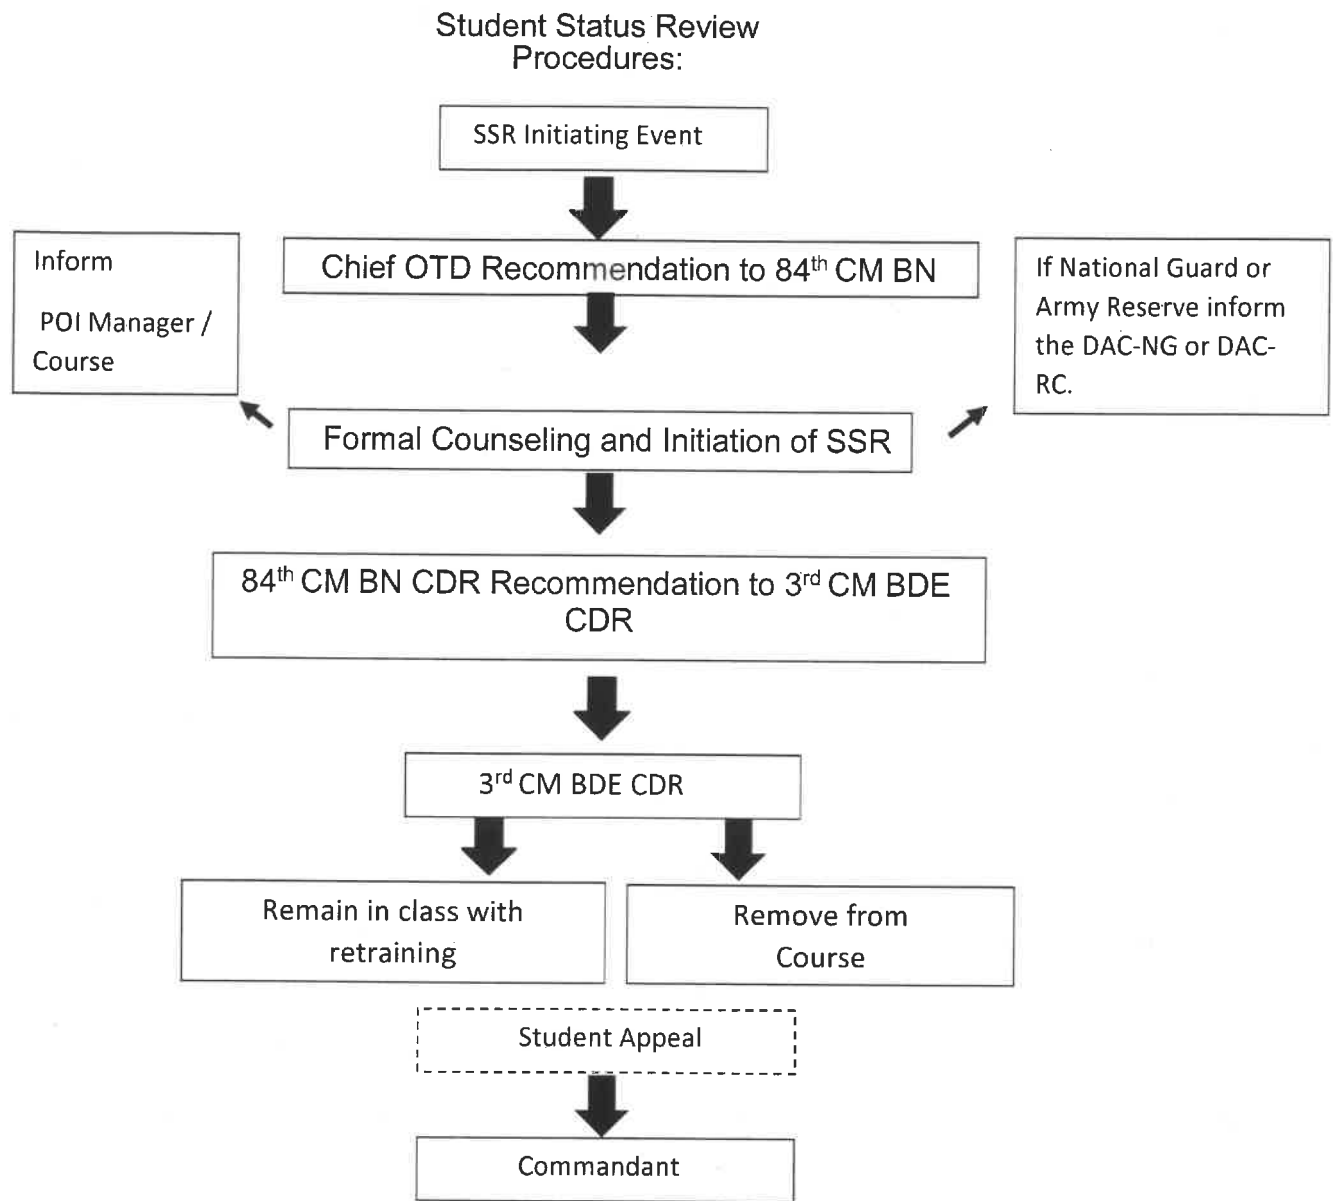 Student Status Review
Procedures:
SSR Initiating Event
Chief OTD Recommendation to 84th CM BN
Inform
POI Manager /
Course
If National Guard or
Army Reserve inform
the DAC-NG or DAC-
RC.
Formal Counseling and Initiation of SSR
84th CM BN CDR Recommendation to 3rd CM BDE
CDR
3rd CM BDE CDR
Remain in class with
retraining
Remove from
Course
Student Appeal
Commandant